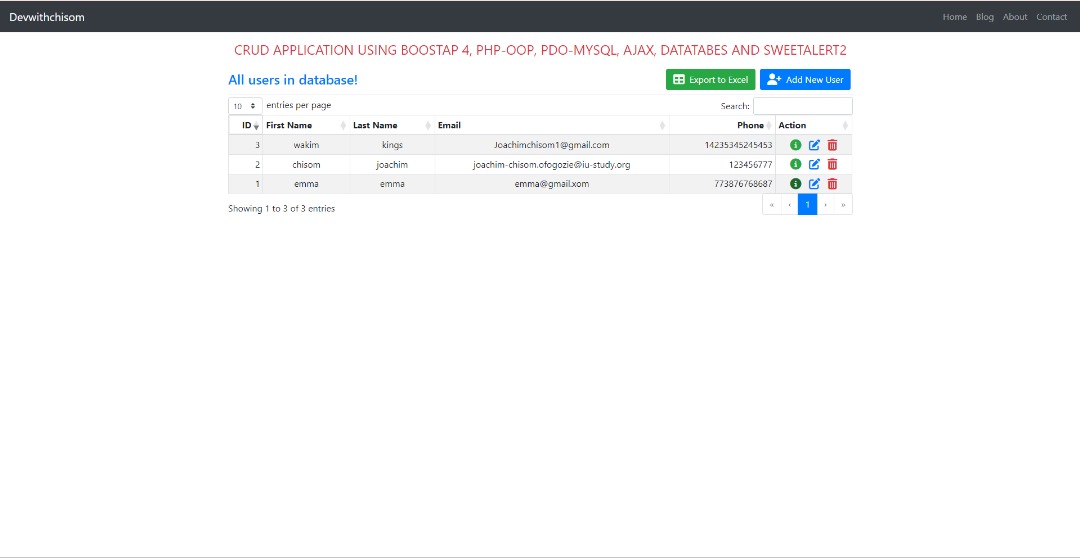 Devwithchisom
Home Blog About Contact
CRUD APPLICATION USING BOOSTAP 4, PHP-OOP, PDO-MYSQL, AJAX, DATATABES AND SWEETALERT2
All users in database!
Export to Excel
Add New User
10 entries per page
Search:
ID First Name Last Name Email Phone Action
3 wakim kings Joachimchisom1@gmail.com 14235345245453
2 chisom joachim joachim-chisom.ofogozie@iu-study.org 123456777
1 emma emma emma@gmail.xom 773876768687
Showing 1 to 3 of 3 entries
« ‹ 1 › »